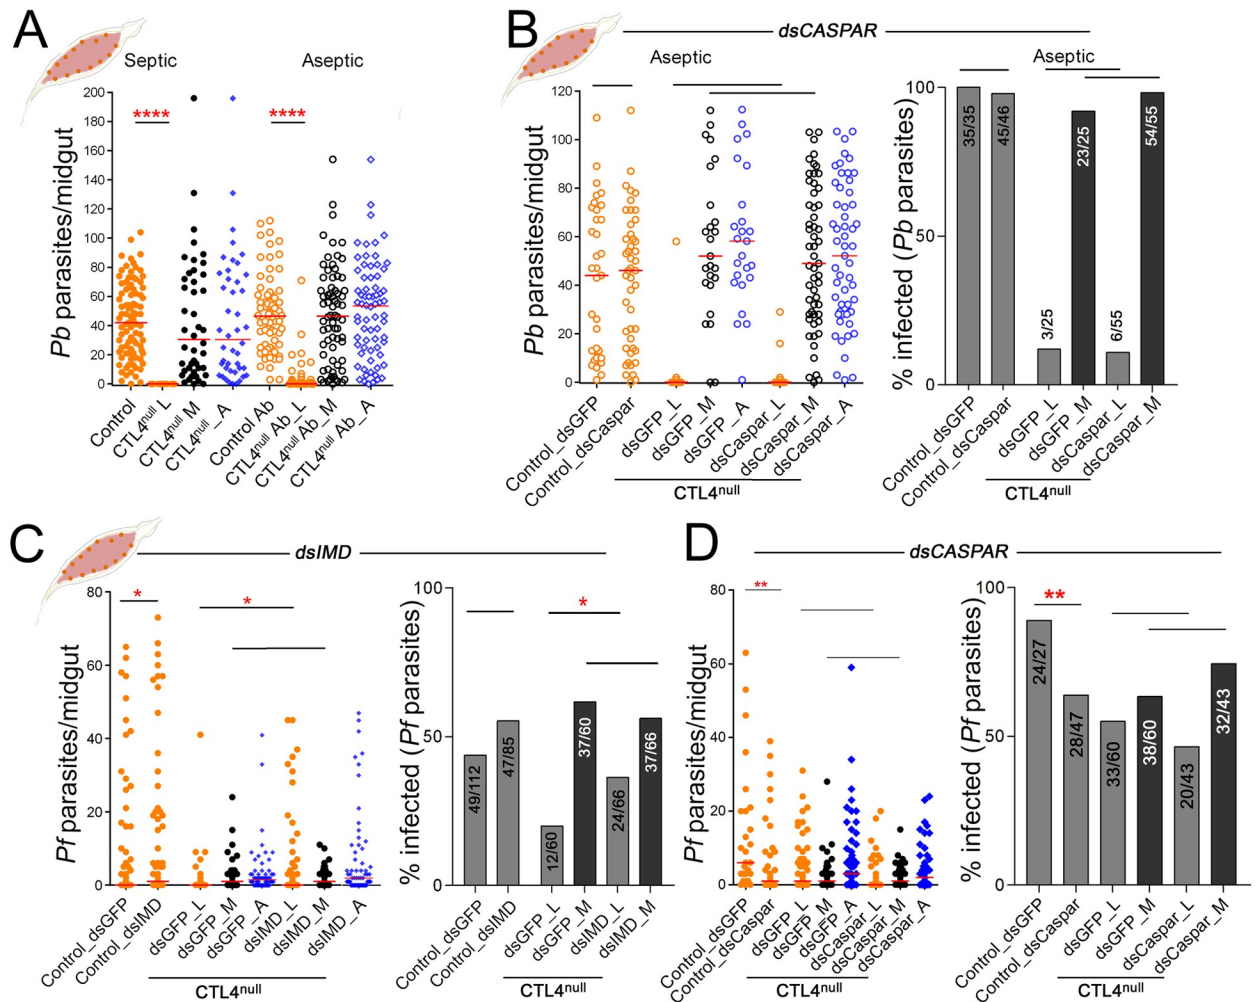 A
Septic
Aseptic
****
****
Pb parasites/midgut
200
180
160
140
120
100
80
60
40
20
0
Control
CTL4null L
CTL4null M
CTL4null_A
Control Ab
CTL4null Ab_L
CTL4null Ab_M
CTL4null Ab_A
B
dsCASPAR
Aseptic
Pb parasites/midgut
120
100
80
60
40
20
0
Control_dsGFP
Control_dsCaspar
dsGFP_L
dsGFP_M
dsGFP_A
dsCaspar_L
dsCaspar_M
dsCaspar_A
CTL4null
Aseptic
% infected (Pb parasites)
100
50
0
35/35
45/46
3/25
23/25
6/55
54/55
Control_dsGFP
Control_dsCaspar
dsGFP_L
dsGFP_M
dsCaspar_L
dsCaspar_M
CTL4null
C
dsIMD
*
*
Pf parasites/midgut
80
60
40
20
0
Control_dsGFP
Control_dsIMD
dsGFP_L
dsGFP_M
dsGFP_A
dsIMD_L
dsIMD_M
dsIMD_A
CTL4null
*
% infected (Pf parasites)
100
50
0
49/112
47/85
12/60
37/60
24/66
37/66
Control_dsGFP
Control_dsIMD
dsGFP_L
dsGFP_M
dsIMD_L
dsIMD_M
CTL4null
D
dsCASPAR
**
Pf parasites/midgut
80
60
40
20
0
Control_dsGFP
Control_dsCaspar
dsGFP_L
dsGFP_M
dsGFP_A
dsCaspar_L
dsCaspar_M
dsCaspar_A
CTL4null
**
% infected (Pf parasites)
100
50
0
24/27
28/47
33/60
38/60
20/43
32/43
Control_dsGFP
Control_dsCaspar
dsGFP_L
dsGFP_M
dsCaspar_L
dsCaspar_M
CTL4null